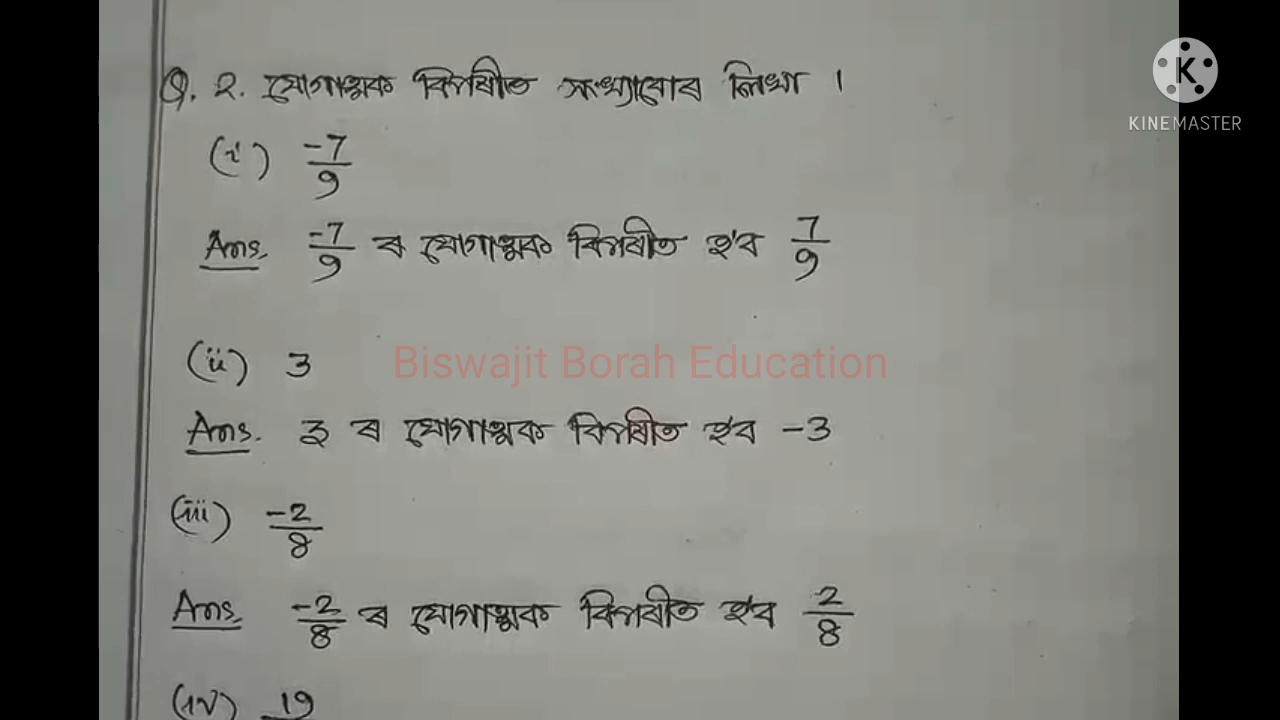 Q. 2. যোগাত্মক বিপৰীত সংখ্যাবোৰ লিখা ।
K
KINEMASTER
(i) -7/9
Ans. -7/9 ৰ যোগাত্মক বিপৰীত হ'ব 7/9
(ii) 3
Biswajit Borah Education
Ans. 3 ৰ যোগাত্মক বিপৰীত হ'ব -3
(iii) -2/8
Ans. -2/8 ৰ যোগাত্মক বিপৰীত হ'ব 2/8
(iv) 19